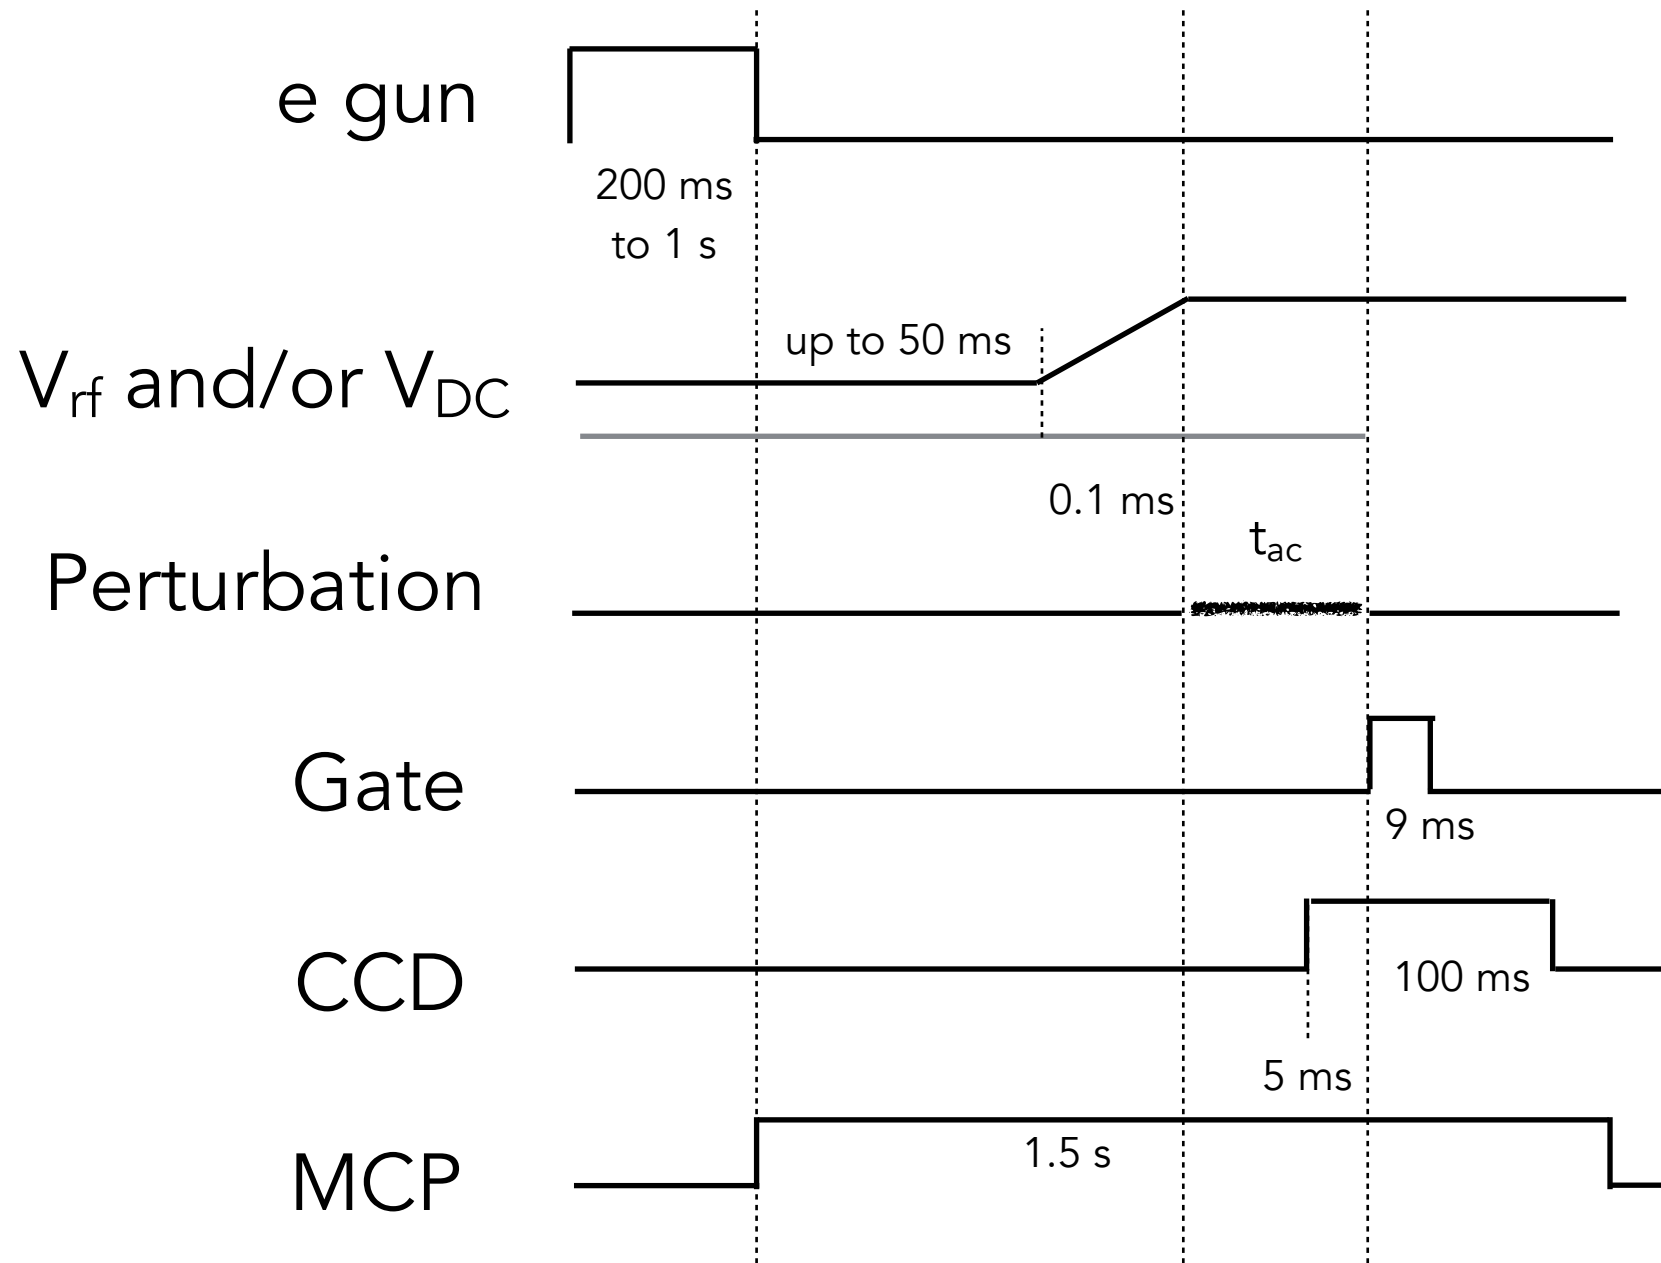 e gun
200 ms
to 1 s
up to 50 ms
V_rf and/or V_DC
0.1 ms
t_ac
Perturbation
Gate
9 ms
CCD
100 ms
5 ms
1.5 s
MCP